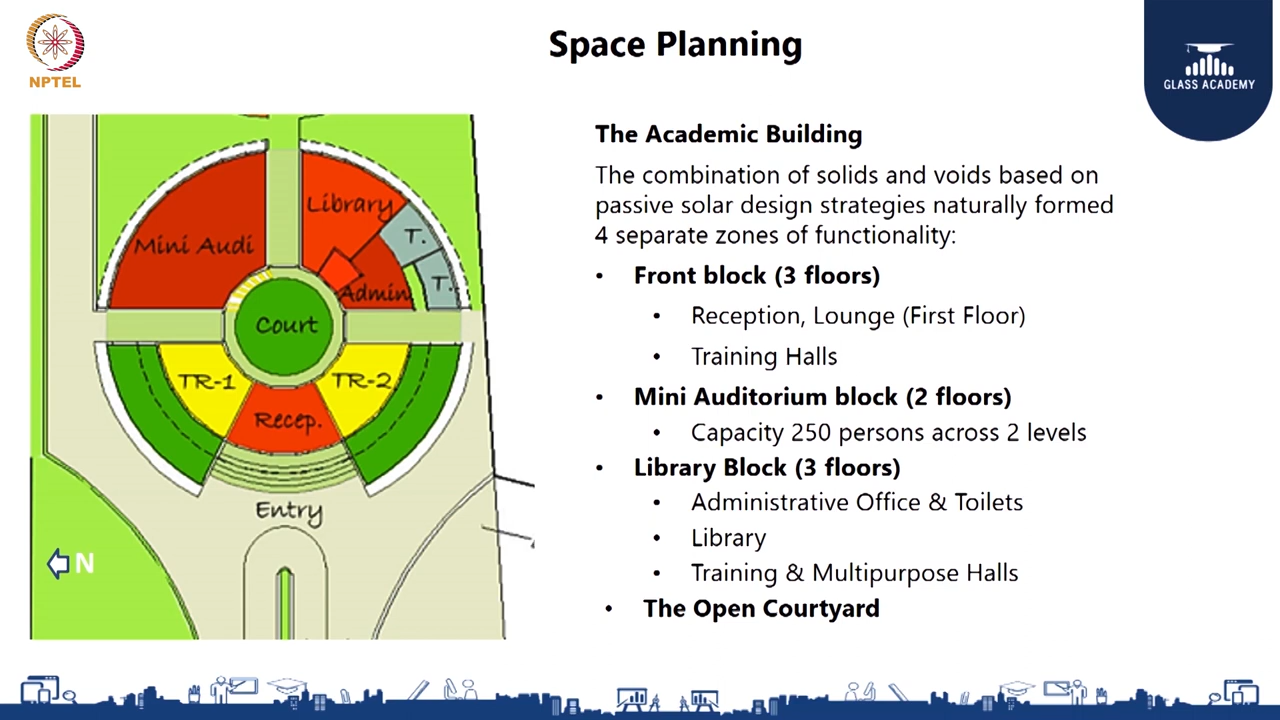 Space Planning
NPTEL
GLASS ACADEMY
Mini Audi
Library
T.
T.
Admin
Court
TR-1
TR-2
Recep.
Entry
N
The Academic Building
The combination of solids and voids based on
passive solar design strategies naturally formed
4 separate zones of functionality:
• Front block (3 floors)
• Reception, Lounge (First Floor)
• Training Halls
• Mini Auditorium block (2 floors)
• Capacity 250 persons across 2 levels
• Library Block (3 floors)
• Administrative Office & Toilets
• Library
• Training & Multipurpose Halls
• The Open Courtyard